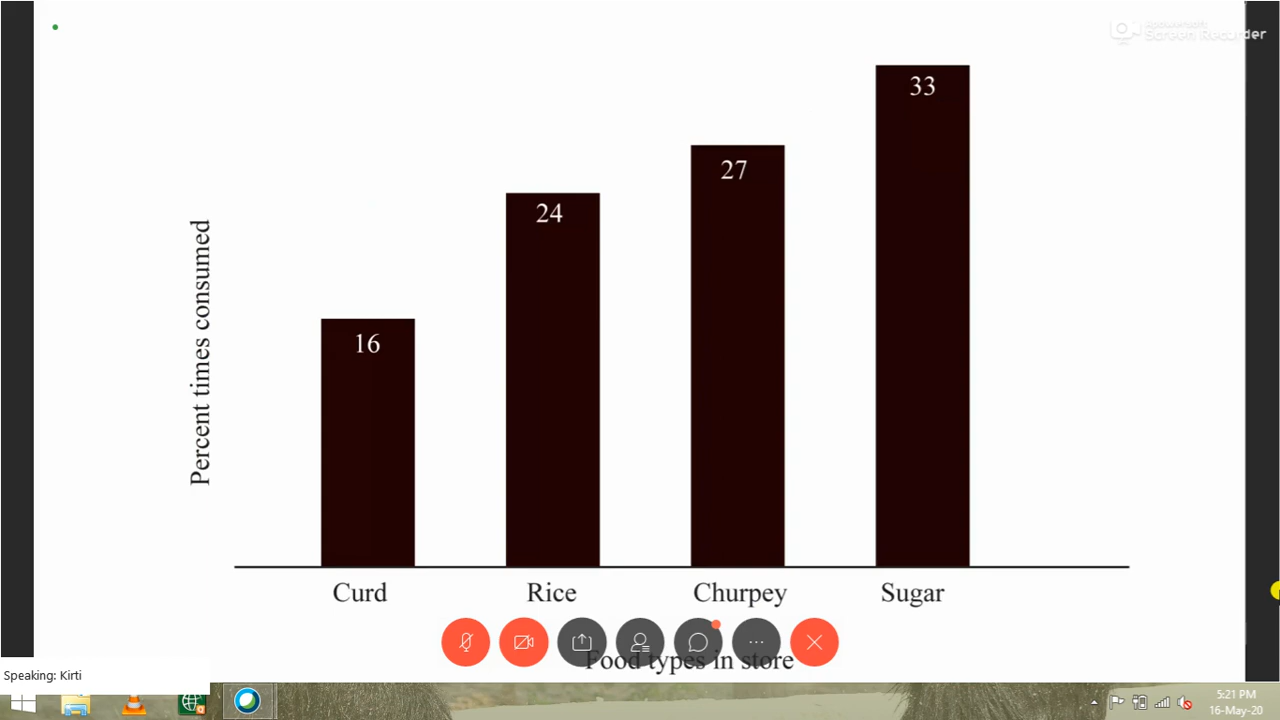 Apowersoft
Screen Recorder
33
27
24
16
Percent times consumed
Curd
Rice
Churpey
Sugar
Food types in store
Speaking: Kirti
5:21 PM
16-May-20